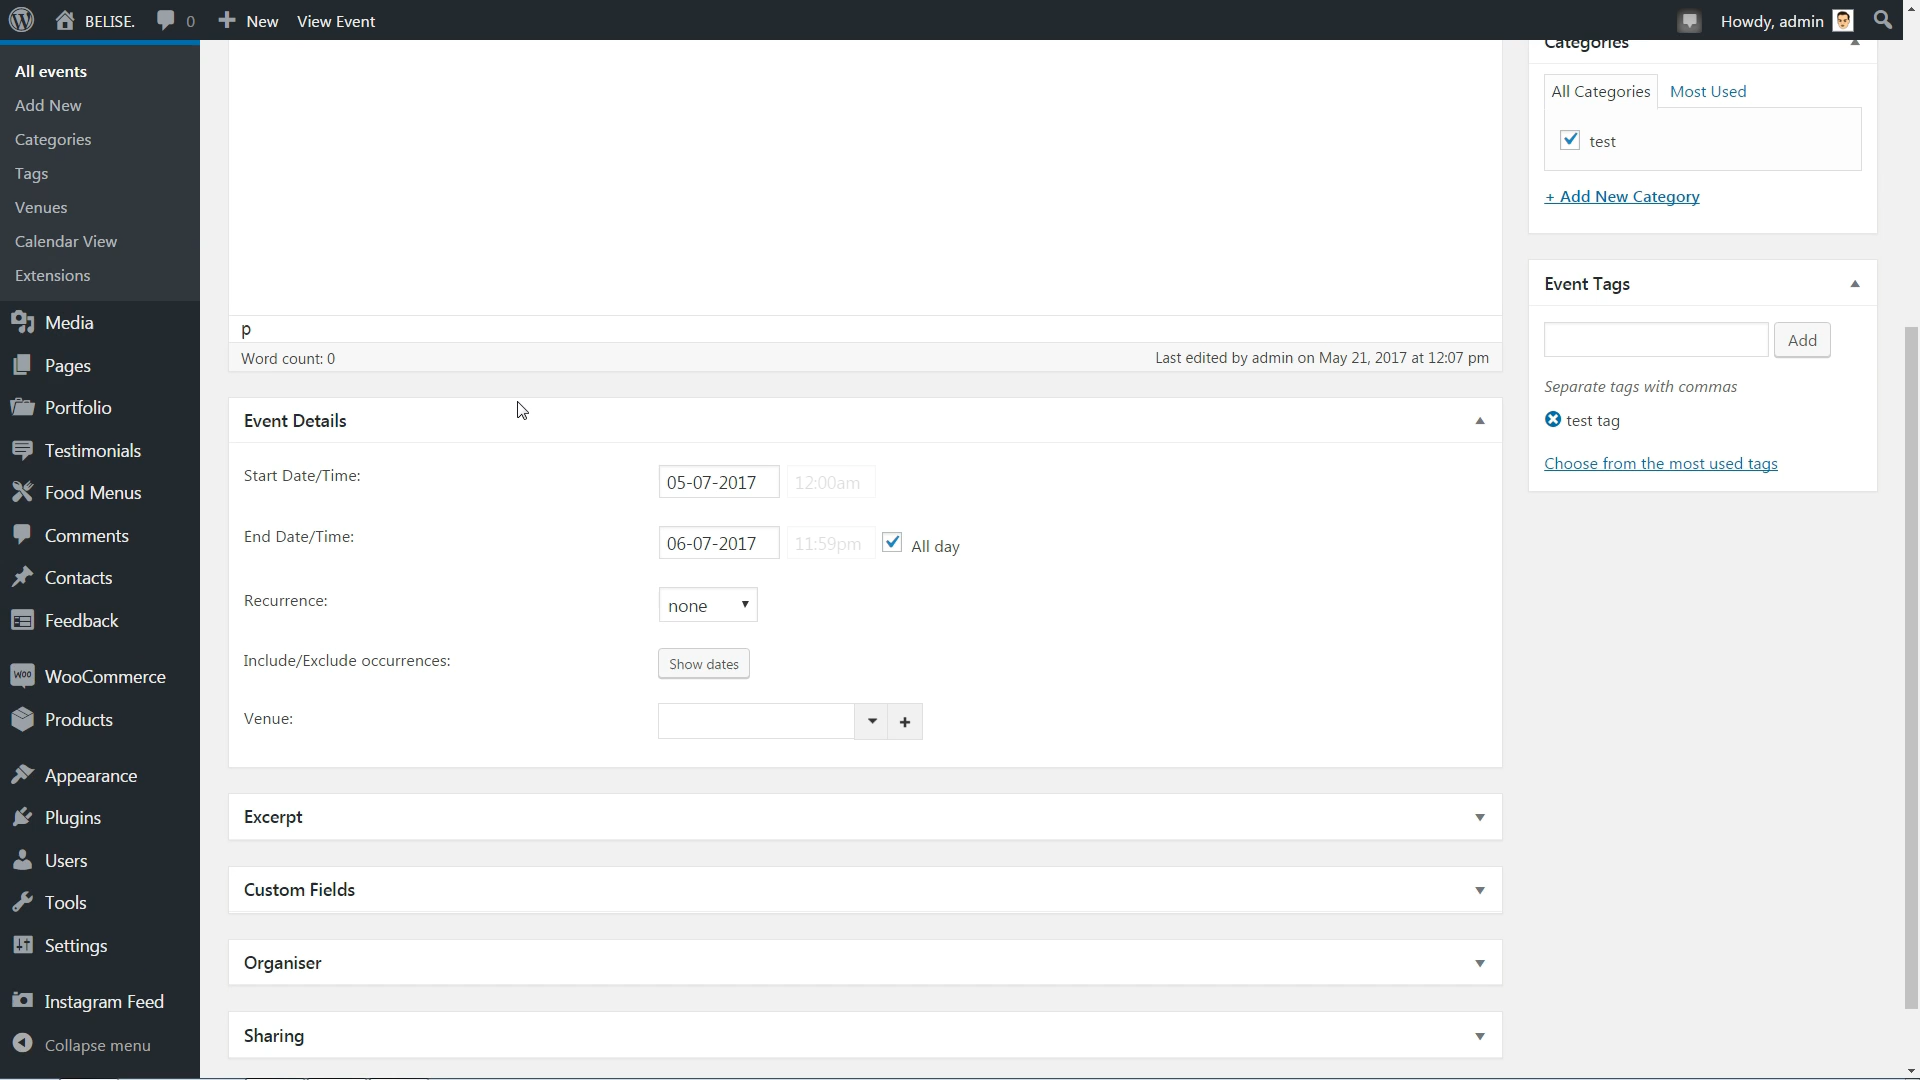 BELISE.
0
New
View Event
Howdy, admin
All events
Add New
Categories
Tags
Venues
Calendar View
Extensions
Media
Pages
Portfolio
Testimonials
Food Menus
Comments
Contacts
Feedback
WOO
WooCommerce
Products
Appearance
Plugins
Users
Tools
Settings
Instagram Feed
Collapse menu
p
Word count: 0
Last edited by admin on May 21, 2017 at 12:07 pm
Event Details
Start Date/Time:
05-07-2017
12:00am
End Date/Time:
06-07-2017
11:59pm
All day
Recurrence:
none
Include/Exclude occurrences:
Show dates
Venue:
+
Excerpt
Custom Fields
Organiser
Sharing
Categories
All Categories
Most Used
test
+ Add New Category
Event Tags
Add
Separate tags with commas
test tag
Choose from the most used tags